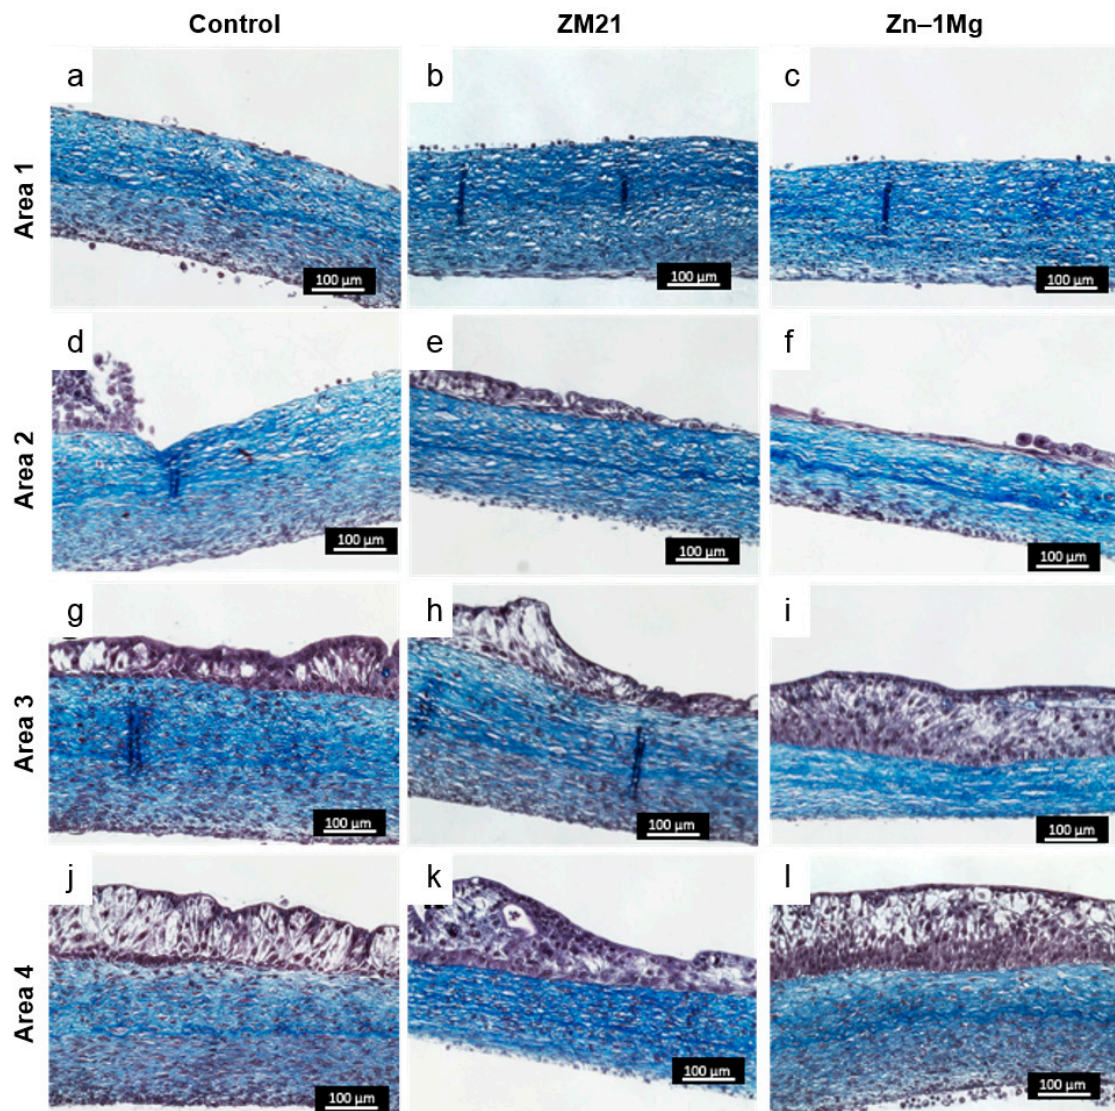 Control ZM21 Zn–1Mg
Area 1
a b c
100 µm 100 µm 100 µm
Area 2
d e f
100 µm 100 µm 100 µm
Area 3
g h i
100 µm 100 µm 100 µm
Area 4
j k l
100 µm 100 µm 100 µm